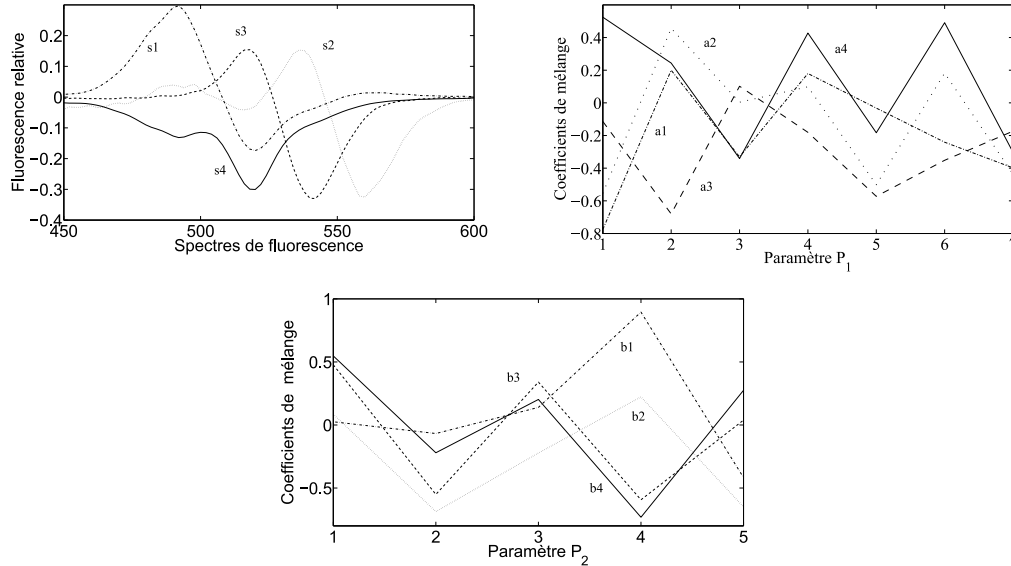 0.2
0.1
0
−0.1
−0.2
−0.3
−0.4
Fluorescence relative
s1
s3
s2
s4
450
500
550
600
Spectres de fluorescence
0.6
0.4
0.2
0
−0.2
−0.4
−0.6
−0.8
Coefficients de mélange
a2
a4
a1
a3
1 2 3 4 5 6 7
Paramètre P1
1
0.5
0
−0.5
Coefficients de mélange
b1
b3
b2
b4
1 2 3 4 5
Paramètre P2